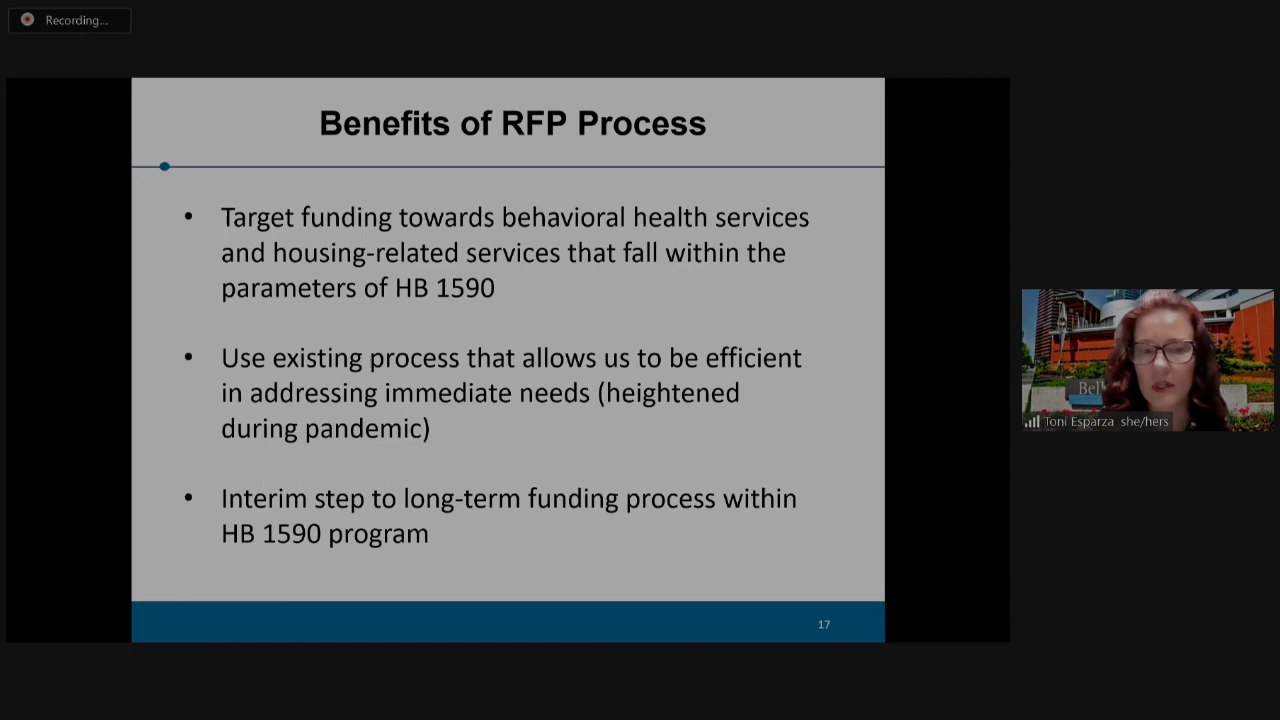 Recording...
Benefits of RFP Process
• Target funding towards behavioral health services
and housing-related services that fall within the
parameters of HB 1590
• Use existing process that allows us to be efficient
in addressing immediate needs (heightened
during pandemic)
• Interim step to long-term funding process within
HB 1590 program
17
Bel
Toni Esparza she/hers